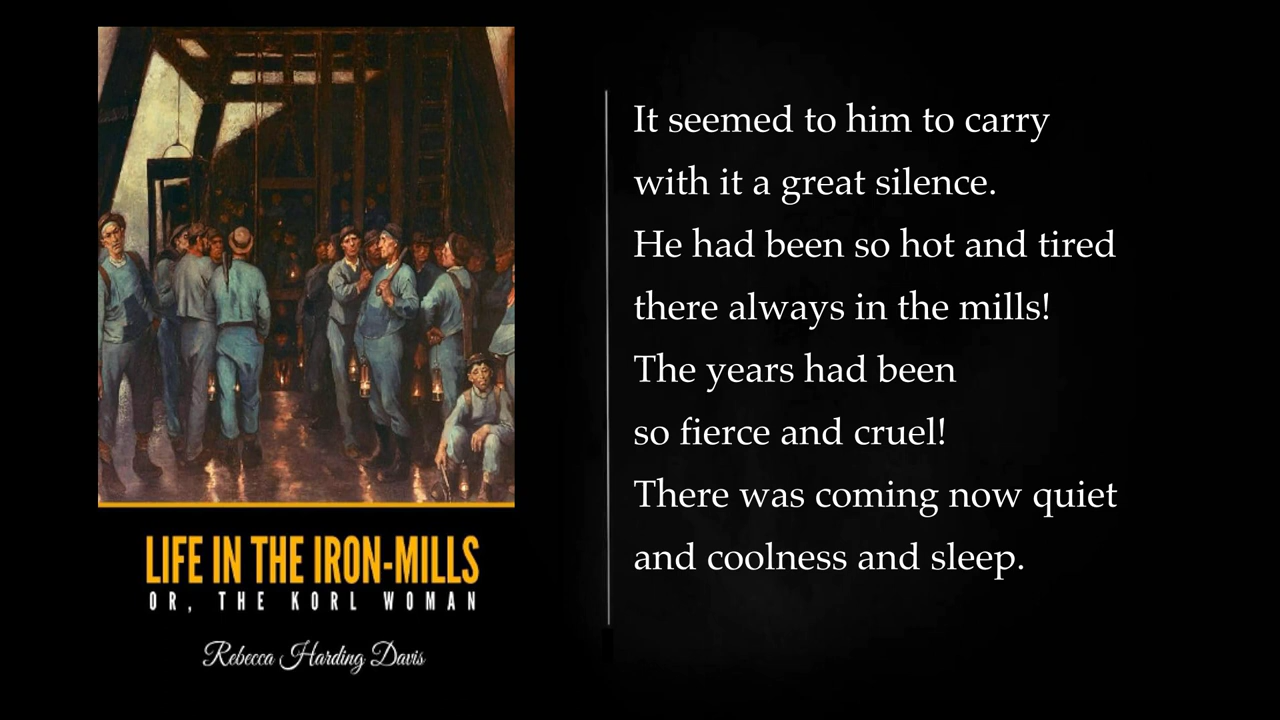 LIFE IN THE IRON-MILLS
OR, THE KORL WOMAN
Rebecca Harding Davis
It seemed to him to carry
with it a great silence.
He had been so hot and tired
there always in the mills!
The years had been
so fierce and cruel!
There was coming now quiet
and coolness and sleep.